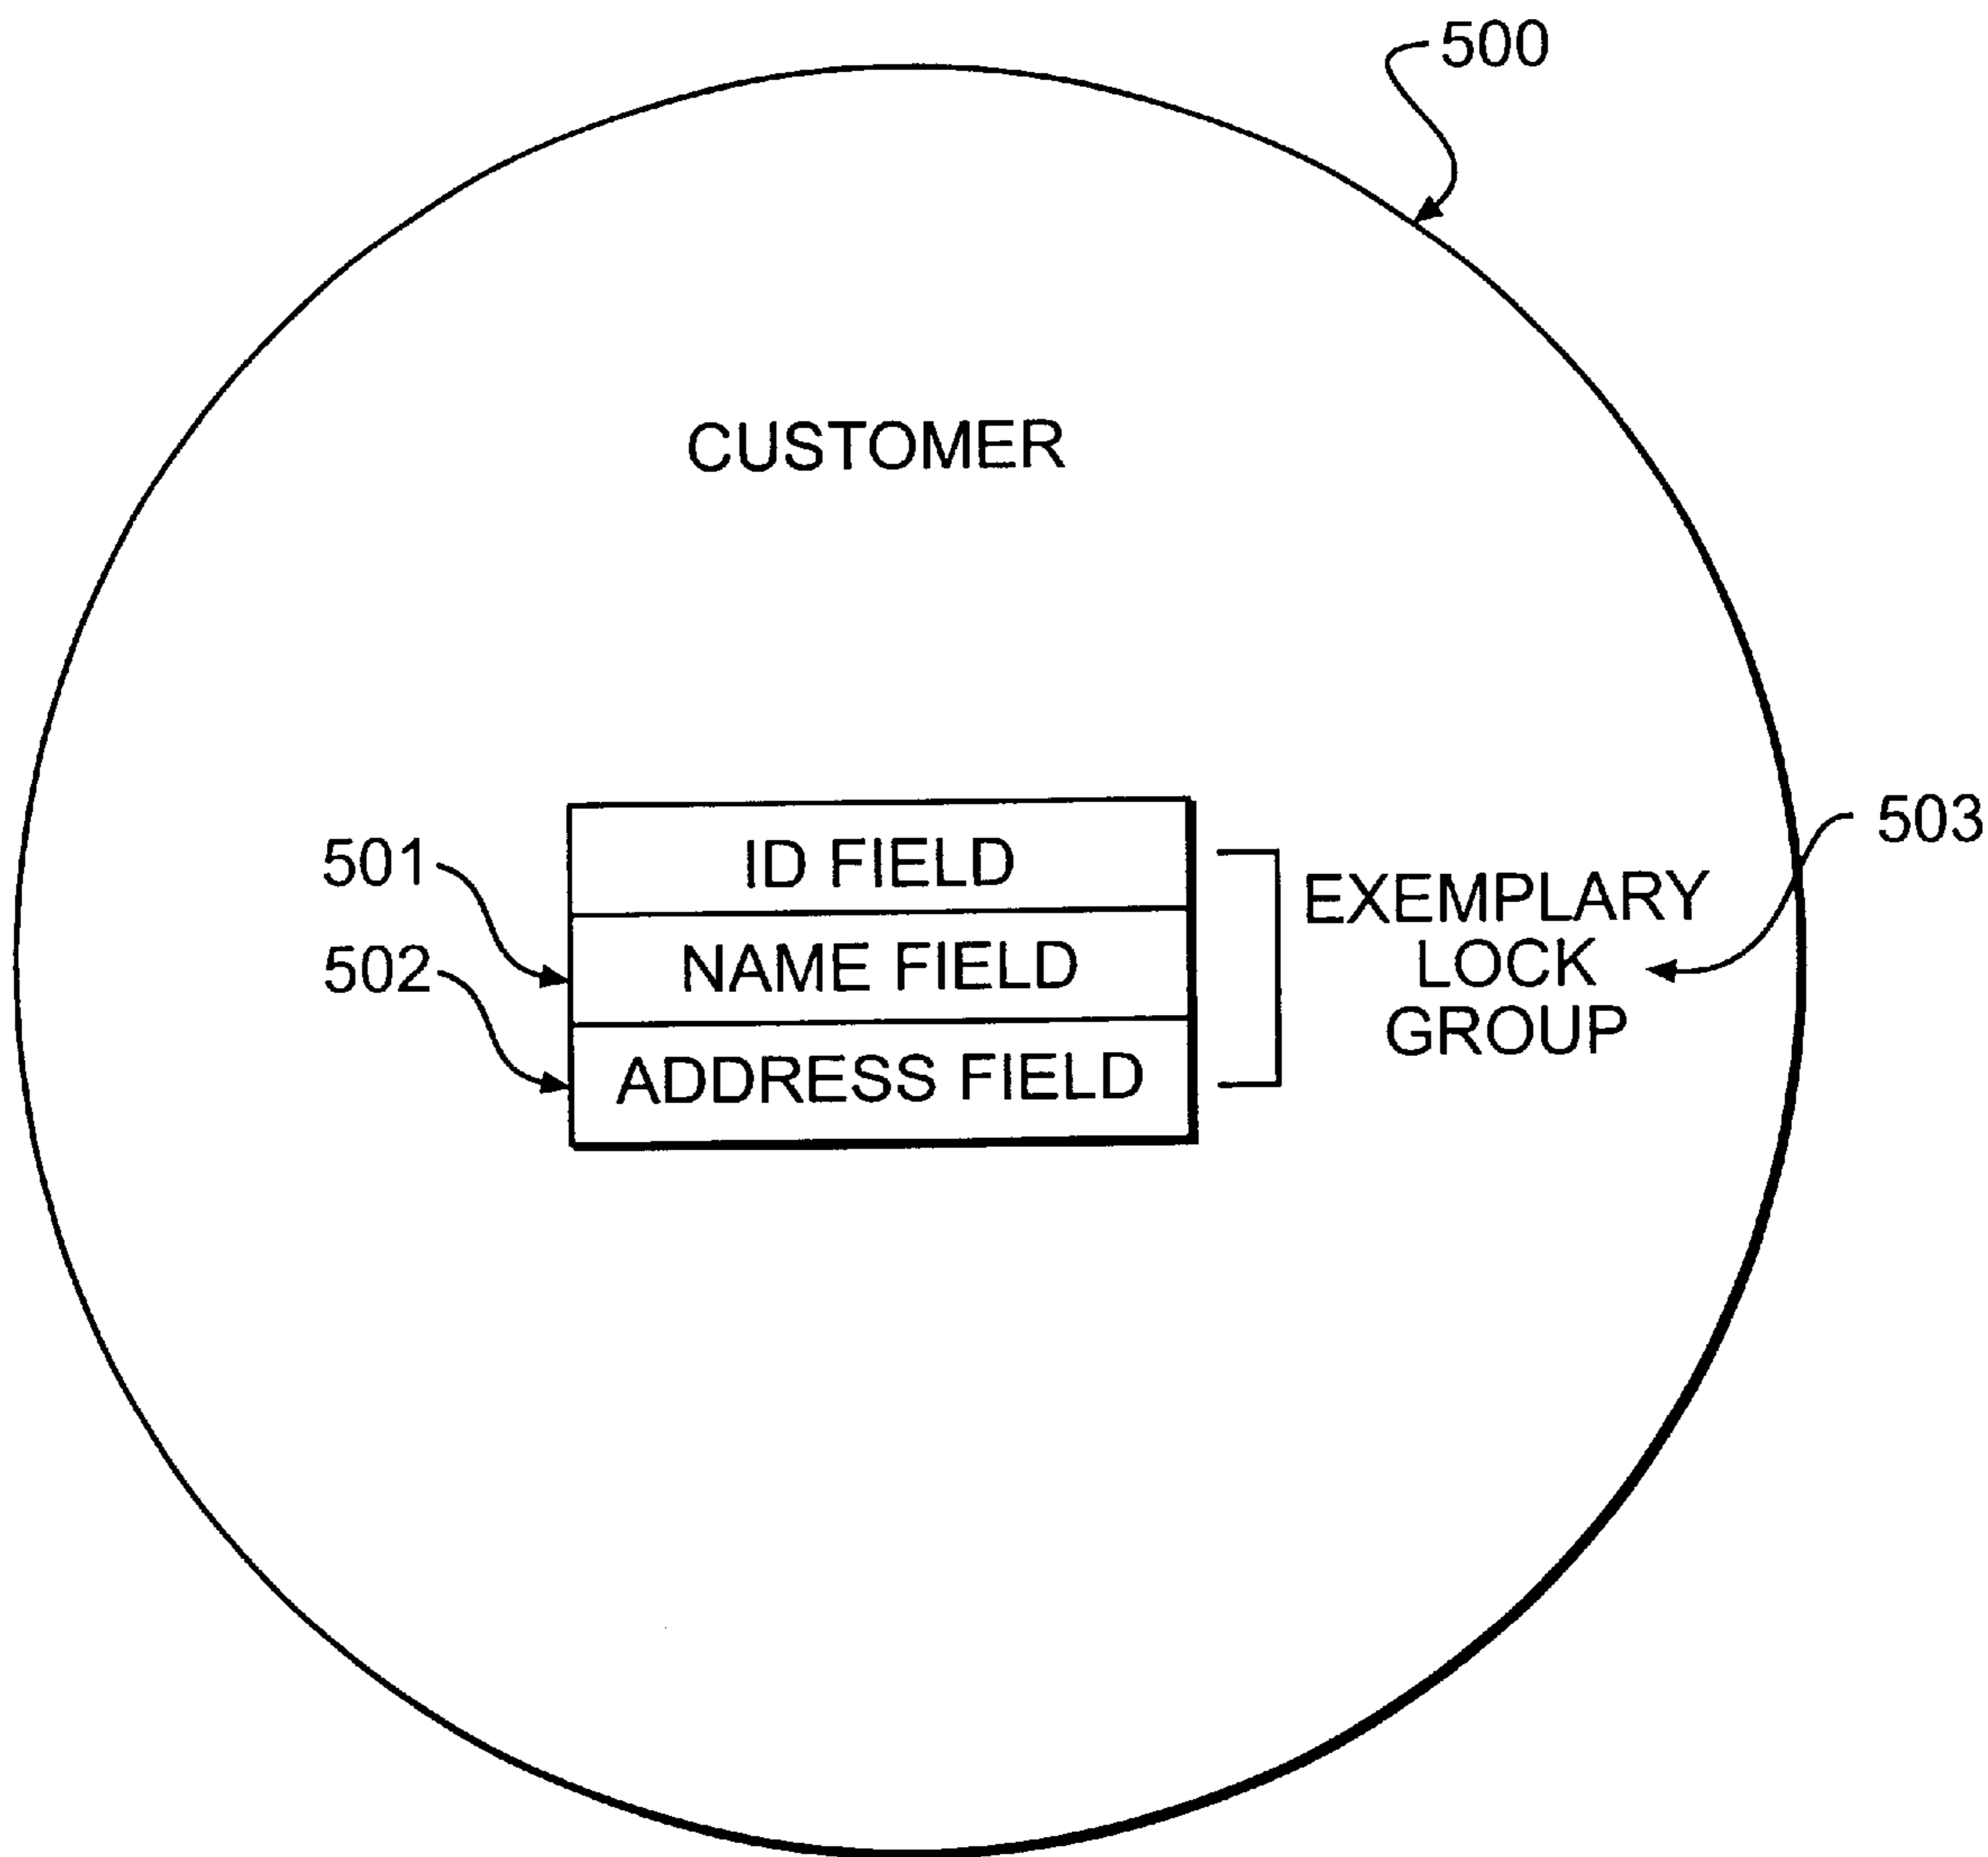 500
CUSTOMER
503
501
ID FIELD
EXEMPLARY
LOCK
GROUP
502
NAME FIELD
ADDRESS FIELD